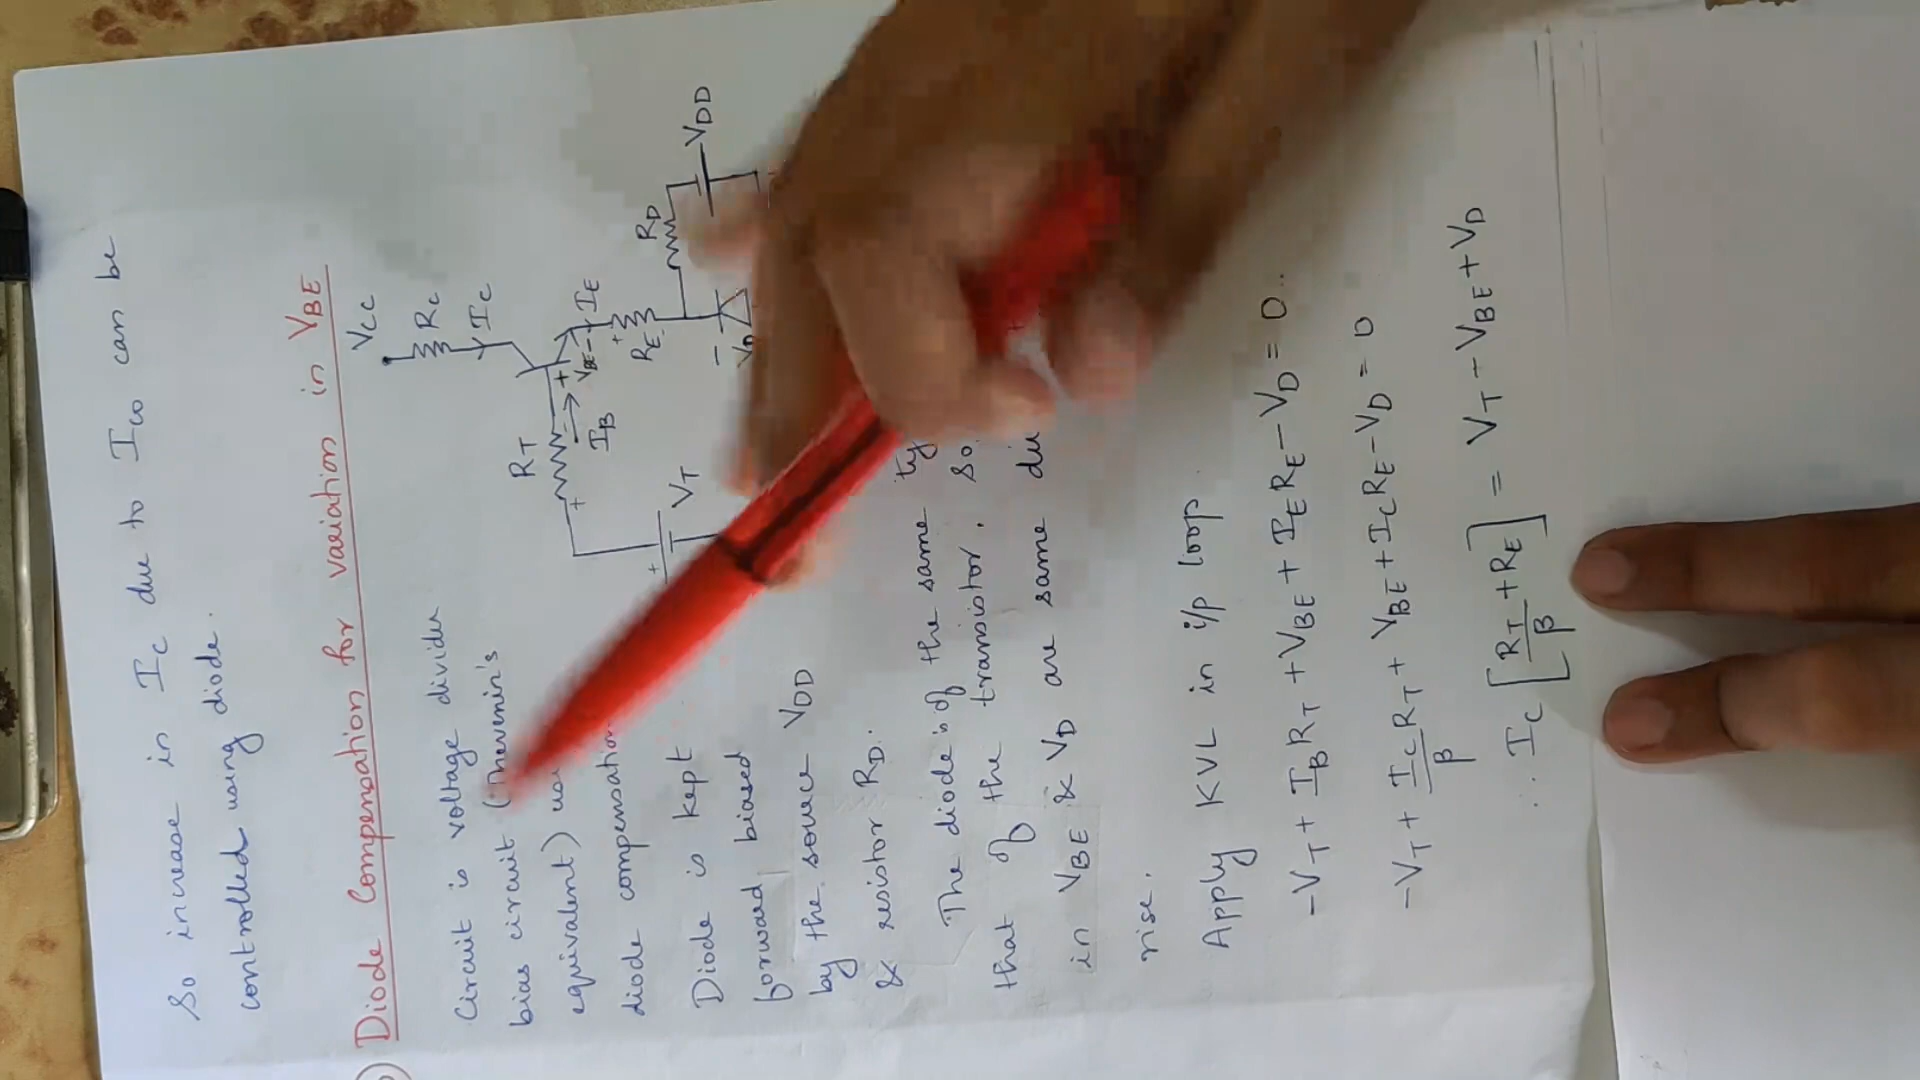 So increase in IC due to ICO can be
controlled using diode.
Diode Compensation for variation in VBE
Circuit is voltage divider
bias circuit (Thevenin's
equivalent)
diode compensation
Diode is kept
forward biased
by the source VDD
& resistor RD.
VCC
RC
IC
RT
+
IB
+
VBE
-
IE
+
RE
-
RD
VDD
-
VD
+
VT
The diode is of the same
that of the transistor. So
in VBE & VD are same
rise.
Apply KVL in i/p loop
-VT + IBRT + VBE + IERE - VD = 0.
-VT + IC/β RT + VBE + ICRE - VD = 0
∴ IC [RT/β + RE] = VT - VBE + VD